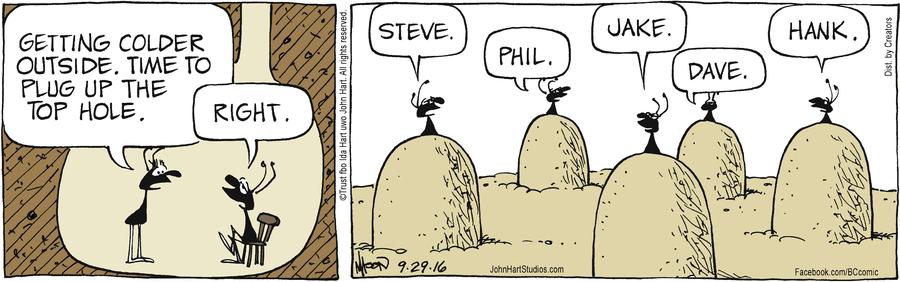 GETTING COLDER
OUTSIDE. TIME TO
PLUG UP THE
TOP HOLE.
RIGHT.
©Trust fbo Ida Hart uwo John Hart. All rights reserved.
STEVE.
PHIL.
JAKE.
DAVE.
HANK.
Dist. by Creators
MOON 9·29·16
JohnHartStudios.com
Facebook.com/BCcomic